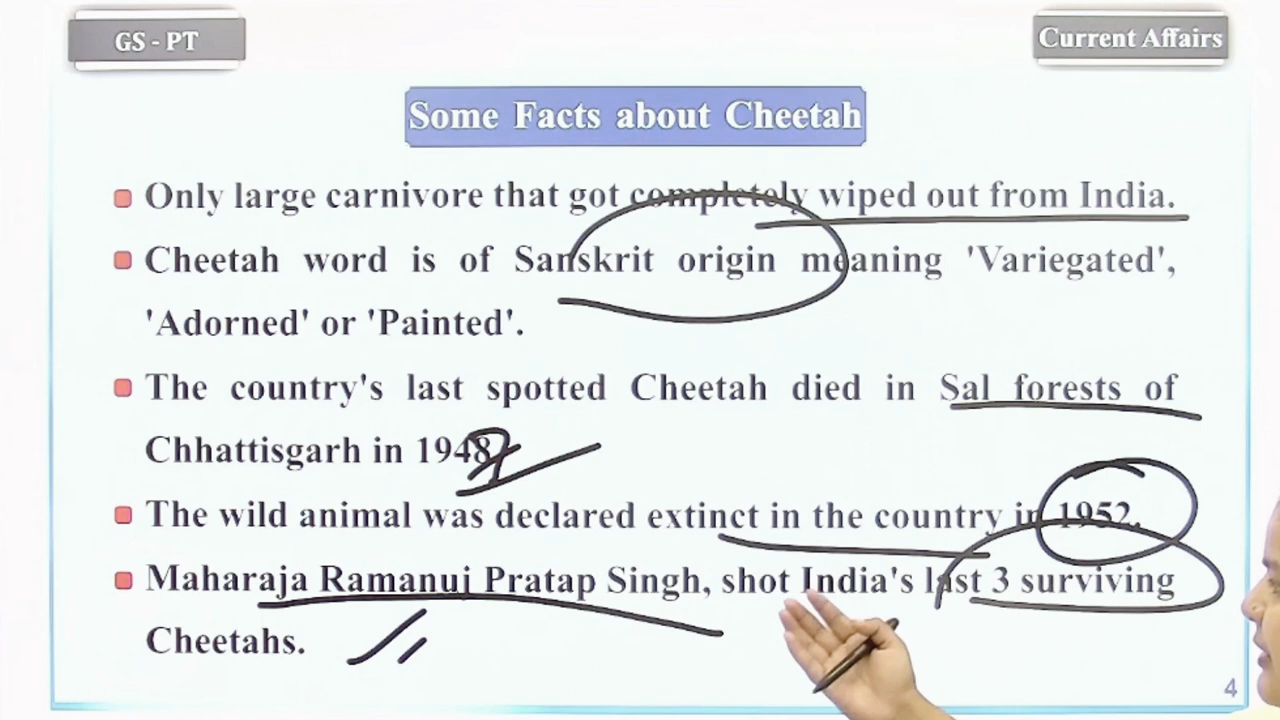 GS - PT
Current Affairs
Some Facts about Cheetah
Only large carnivore that got completely wiped out from India.
Cheetah word is of Sanskrit origin meaning 'Variegated',
'Adorned' or 'Painted'.
The country's last spotted Cheetah died in Sal forests of
Chhattisgarh in 1948
The wild animal was declared extinct in the country in 1952.
Maharaja Ramanuj Pratap Singh, shot India's last 3 surviving
Cheetahs.
4